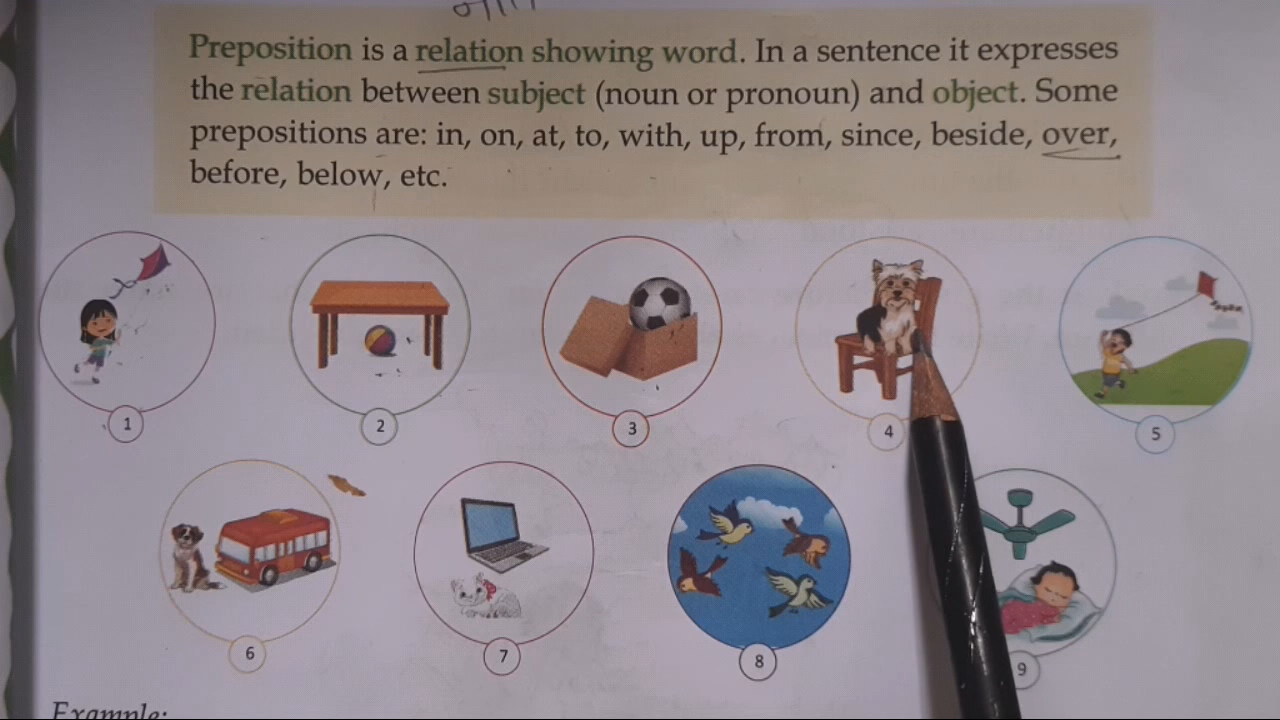 Preposition is a relation showing word. In a sentence it expresses
the relation between subject (noun or pronoun) and object. Some
prepositions are: in, on, at, to, with, up, from, since, beside, over,
before, below, etc.
1 2 3 4 5
6 7 8 9
Example: